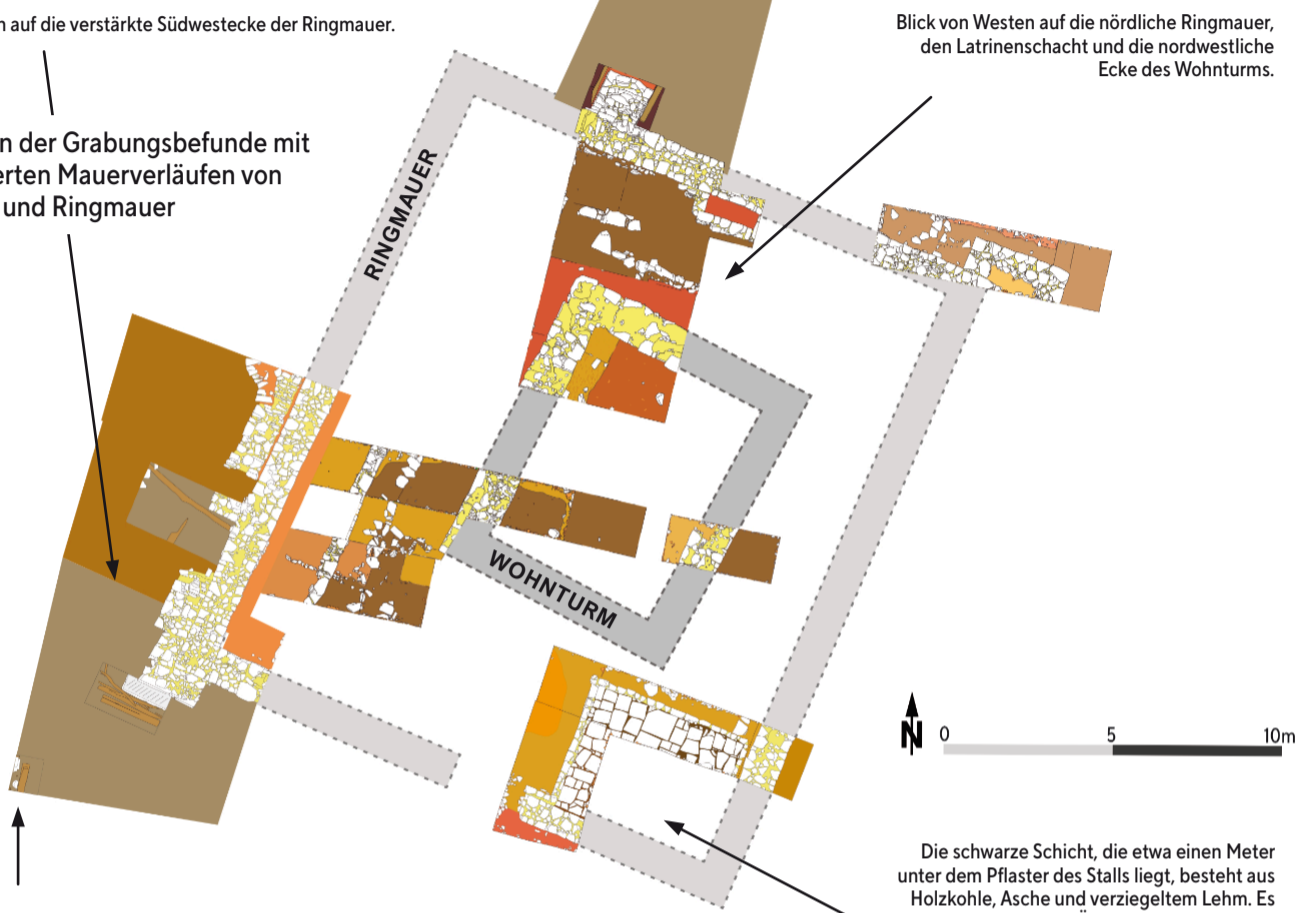 auf die verstärkte Südwestecke der Ringmauer.
Blick von Westen auf die nördliche Ringmauer,
den Latrinenschacht und die nordwestliche
Ecke des Wohnturms.
der Grabungsbefunde mit
Mauerverläufen von
und Ringmauer
RINGMAUER
WOHNTURM
N
0 5 10m
Die schwarze Schicht, die etwa einen Meter
unter dem Pflaster des Stalls liegt, besteht aus
Holzkohle, Asche und verziegeltem Lehm. Es